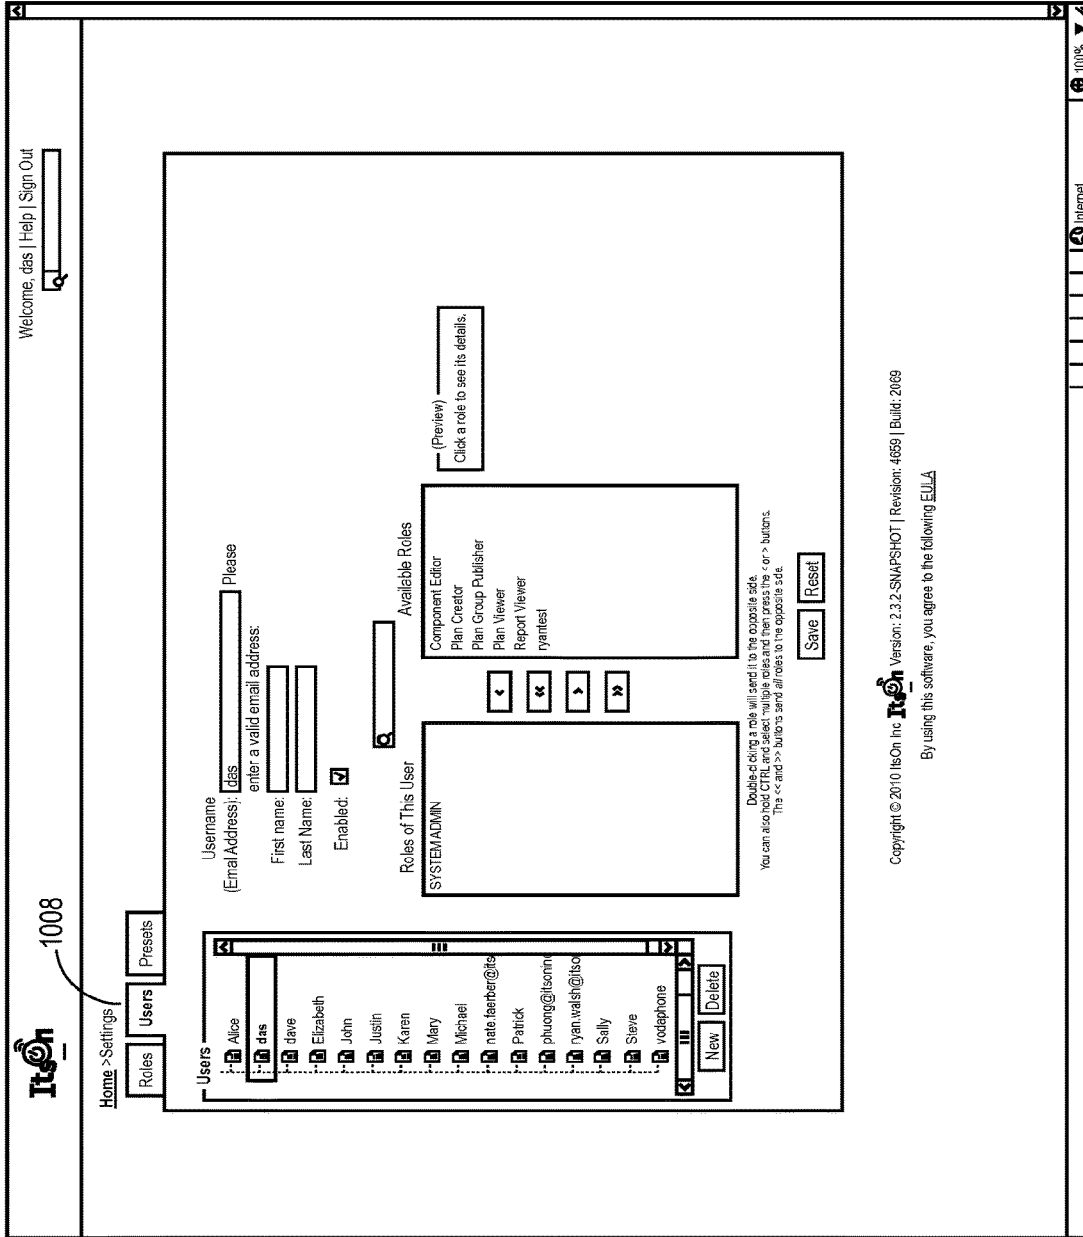 ItsOn
Welcome, das | Help | Sign Out
1008
Home > Settings
Roles
Users
Presets
Users
Alice
das
dave
Elizabeth
John
Justin
Karen
Mary
Michael
nate.faerber@its
Patrick
phuong@itsoninc
ryan.walsh@itso
Sally
Steve
vodaphone
New
Delete
Username
(Emal Address): das Please
enter a valid email address:
First name:
Last Name:
Enabled:
Roles of This User
SYSTEM ADMIN
<
<<
>
>>
Available Roles
Component Editor
Plan Creator
Plan Group Publisher
Plan Viewer
Report Viewer
ryantest
(Preview)
Click a role to see its details.
Double-clicking a role will send it to the opposite side.
You can also hold CTRL and select multiple roles and then press the < or > buttons.
The << and >> buttons send all roles to the opposite side.
Save
Reset
Copyright © 2010 ItsOn Inc ItsOn Version: 2.3.2-SNAPSHOT | Revision: 4659 | Build: 2069
By using this software, you agree to the following EULA
Internet
100%